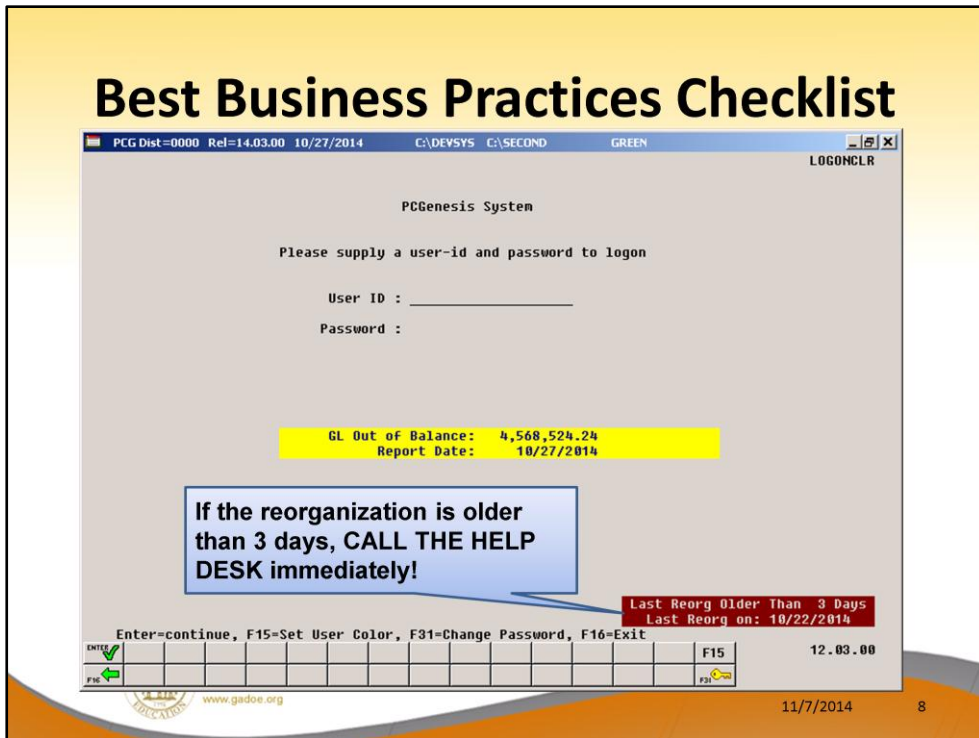 Best Business Practices Checklist
PCG Dist=0000 Rel=14.03.00 10/27/2014 C:\DEVSYS C:\SECOND GREEN
LOGONCLR
PCGenesis System
Please supply a user-id and password to logon
User ID :
Password :
GL Out of Balance: 4,568,524.24
Report Date: 10/27/2014
If the reorganization is older
than 3 days, CALL THE HELP
DESK immediately!
Last Reorg Older Than 3 Days
Last Reorg on: 10/22/2014
Enter=continue, F15=Set User Color, F31=Change Password, F16=Exit
ENTER
F15
12.03.00
F16
F31
EDUCATION
www.gadoe.org
11/7/2014
8